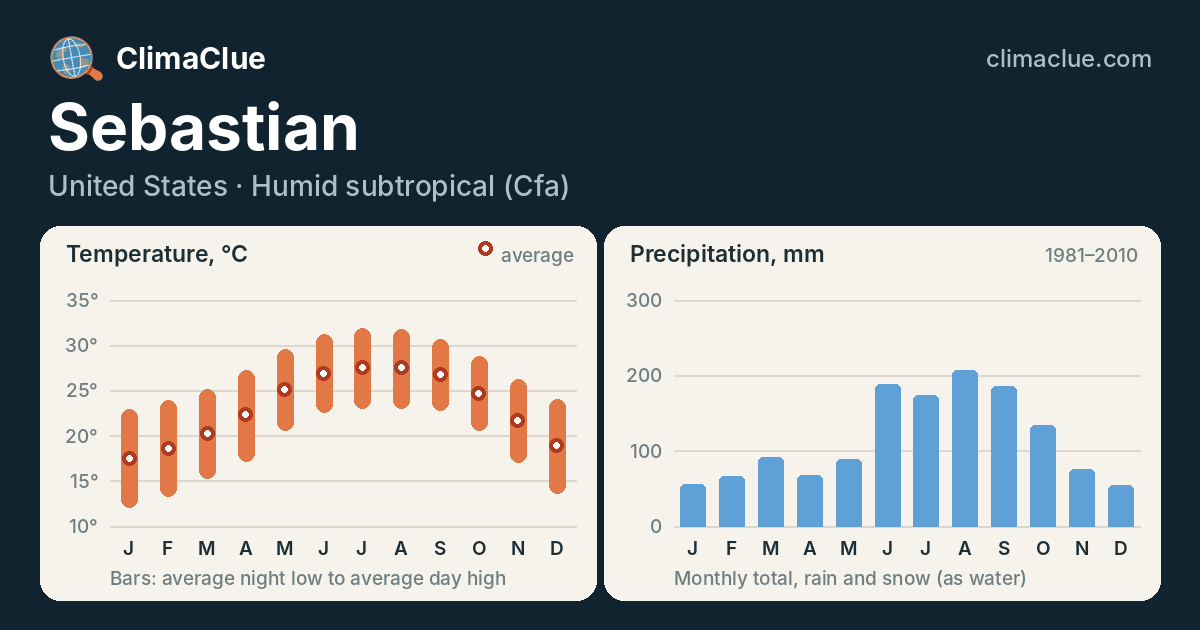 ClimaClue
climaclue.com
Sebastian
United States · Humid subtropical (Cfa)
Temperature, °C
average
35°
30°
25°
20°
15°
10°
J F M A M J J A S O N D
Bars: average night low to average day high
Precipitation, mm
1981–2010
300
200
100
0
J F M A M J J A S O N D
Monthly total, rain and snow (as water)